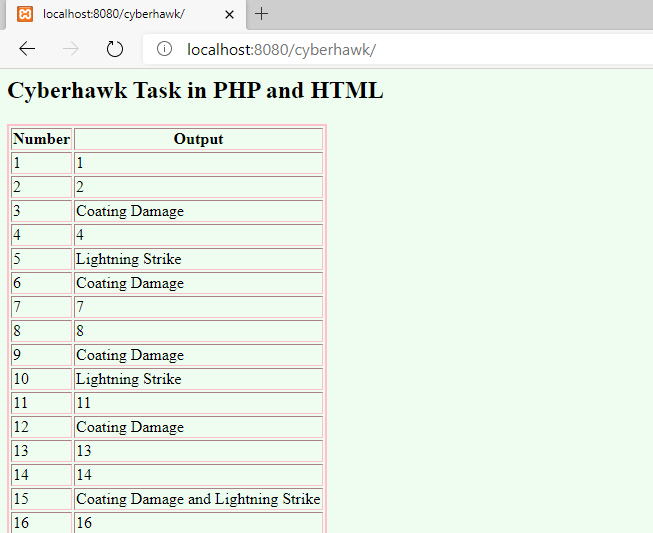 localhost:8080/cyberhawk/
localhost:8080/cyberhawk/
Cyberhawk Task in PHP and HTML
Number Output
1 1
2 2
3 Coating Damage
4 4
5 Lightning Strike
6 Coating Damage
7 7
8 8
9 Coating Damage
10 Lightning Strike
11 11
12 Coating Damage
13 13
14 14
15 Coating Damage and Lightning Strike
16 16